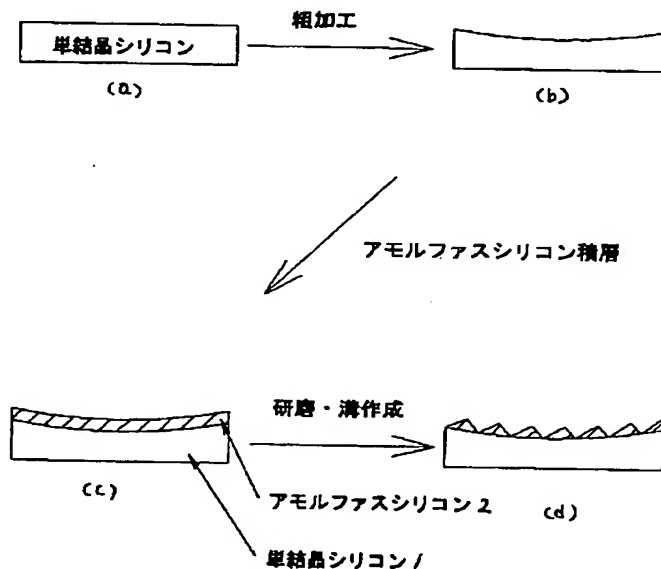 粗加工
単結晶シリコン
(a)
(b)
アモルファスシリコン積層
研磨・溝作成
(c)
アモルファスシリコン2
(d)
単結晶シリコン1